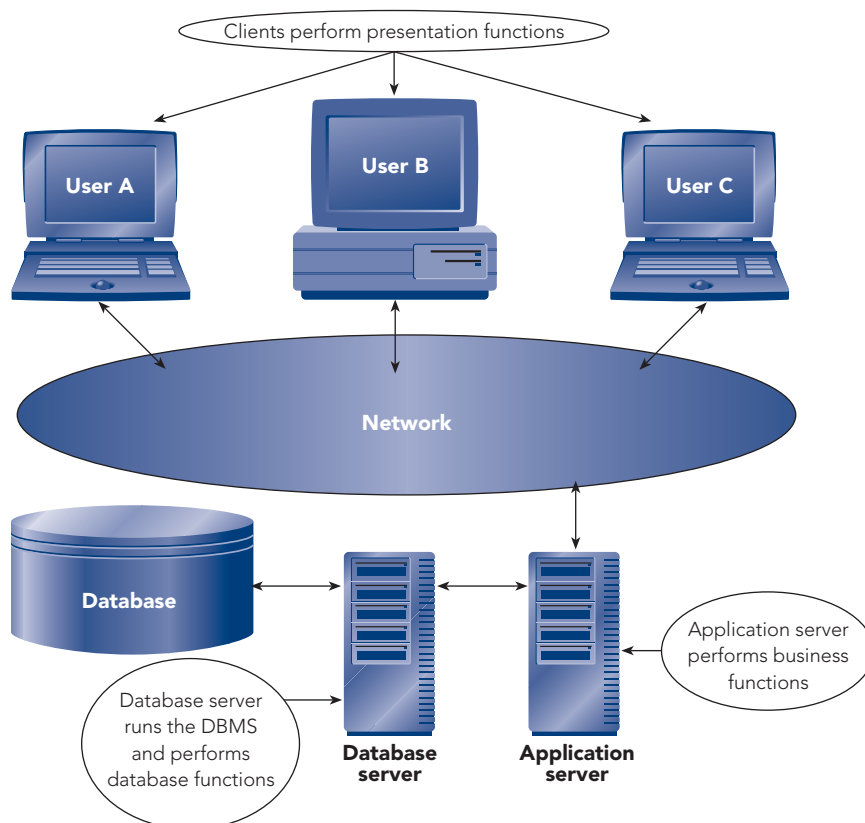 Clients perform presentation functions
User A
User B
User C
Network
Database
Database server
runs the DBMS
and performs
database functions
Database
server
Application
server
Application server
performs business
functions